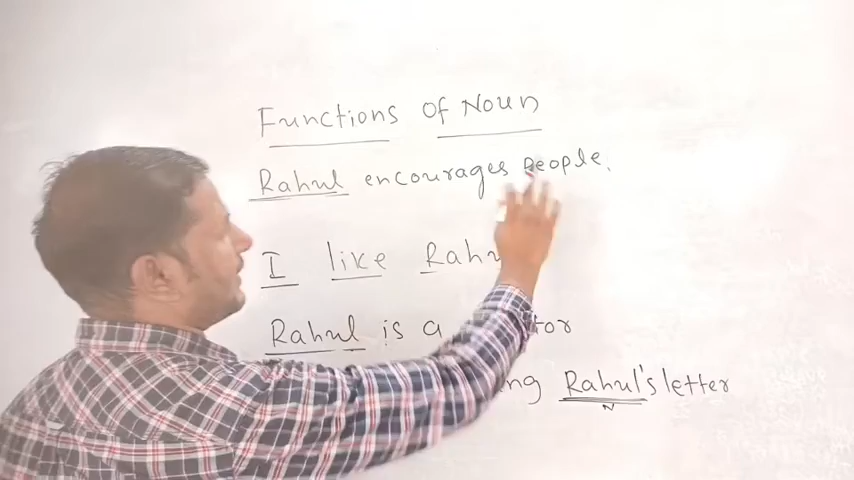 Functions of Noun
Rahul encourages People.
I like
Rahul is a
Rahul's letter
N